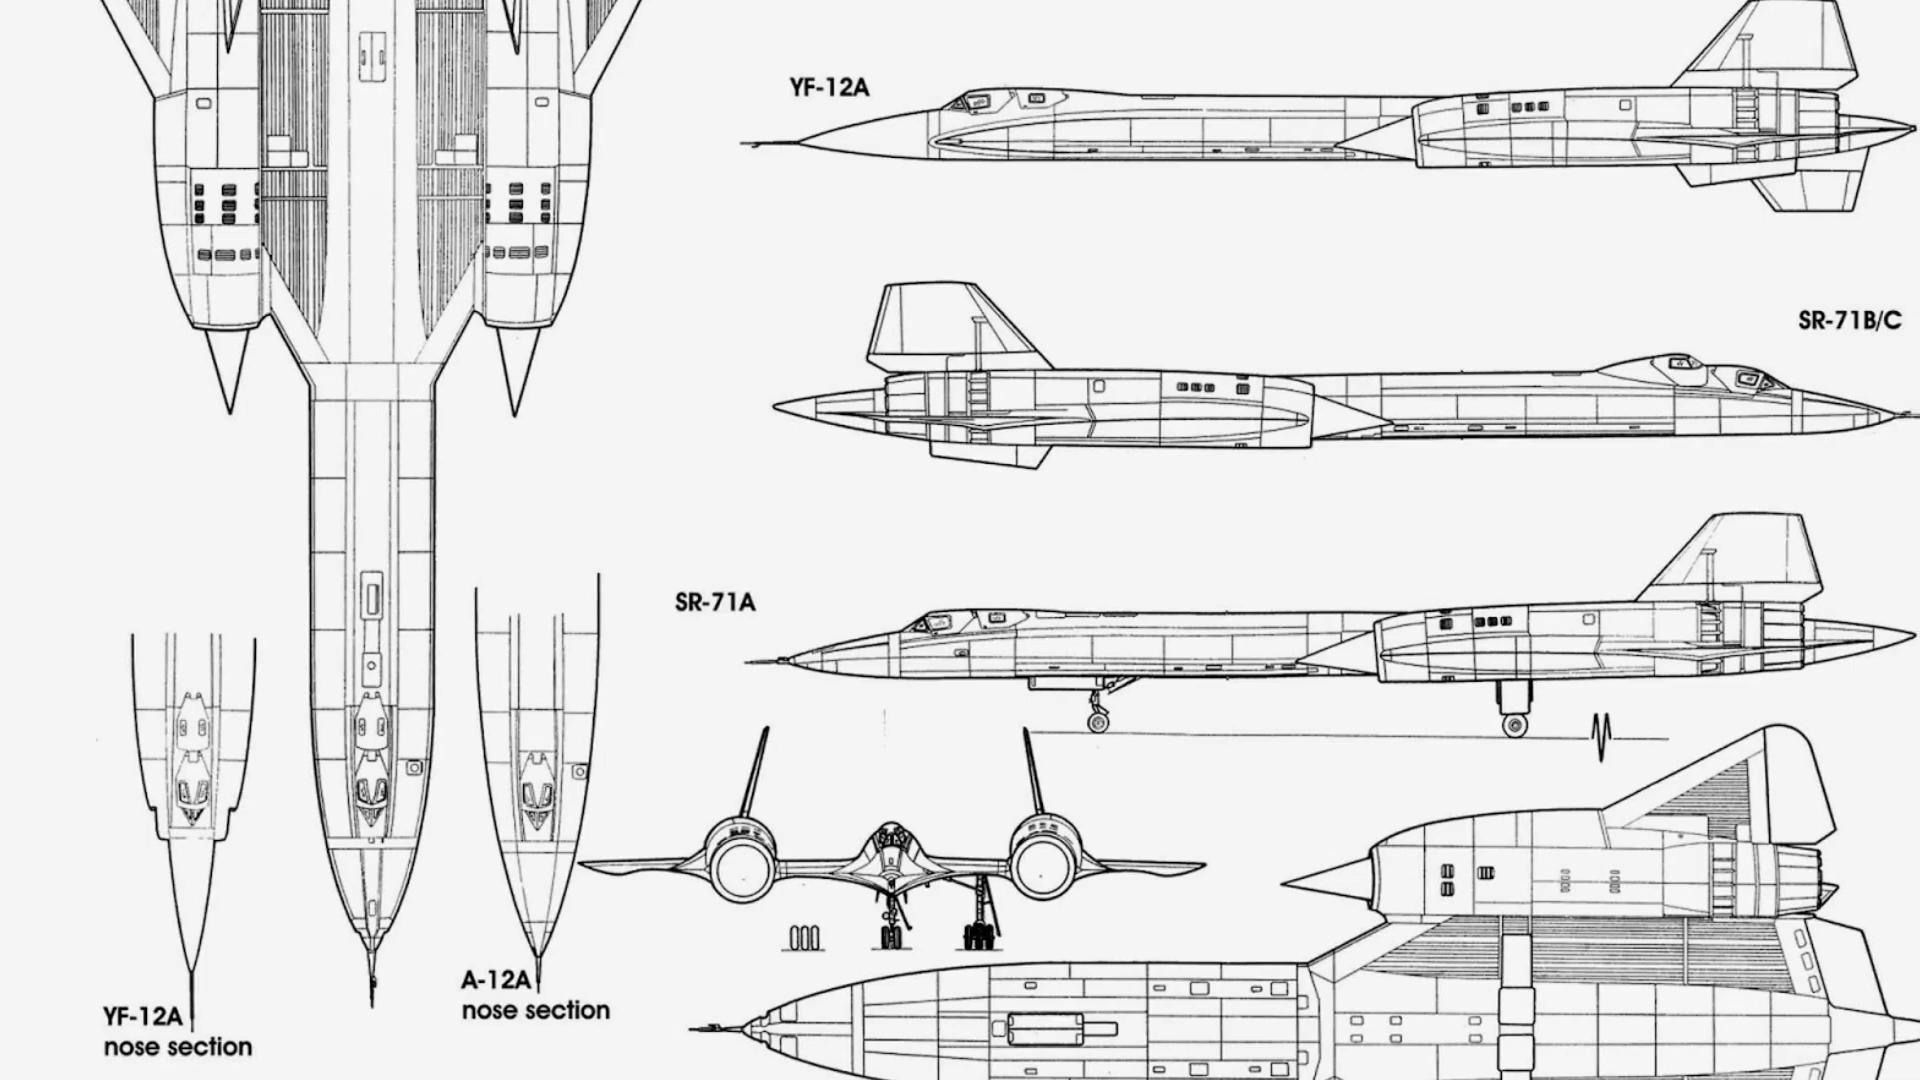 YF-12A
SR-71B/C
SR-71A
A-12A
nose section
YF-12A
nose section